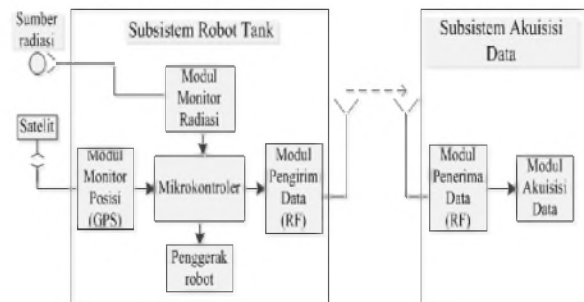 Sumber
radiasi
Subsistem Robot Tank
Subsistem Akuisisi
Data
Modul
Monitor
Radiasi
Satelit
Modul
Monitor
Posisi
(GPS)
Mikrokontroler
Modul
Pengirim
Data
(RF)
Modul
Penerima
Data
(RF)
Modul
Akuisisi
Data
Penggerak
robot